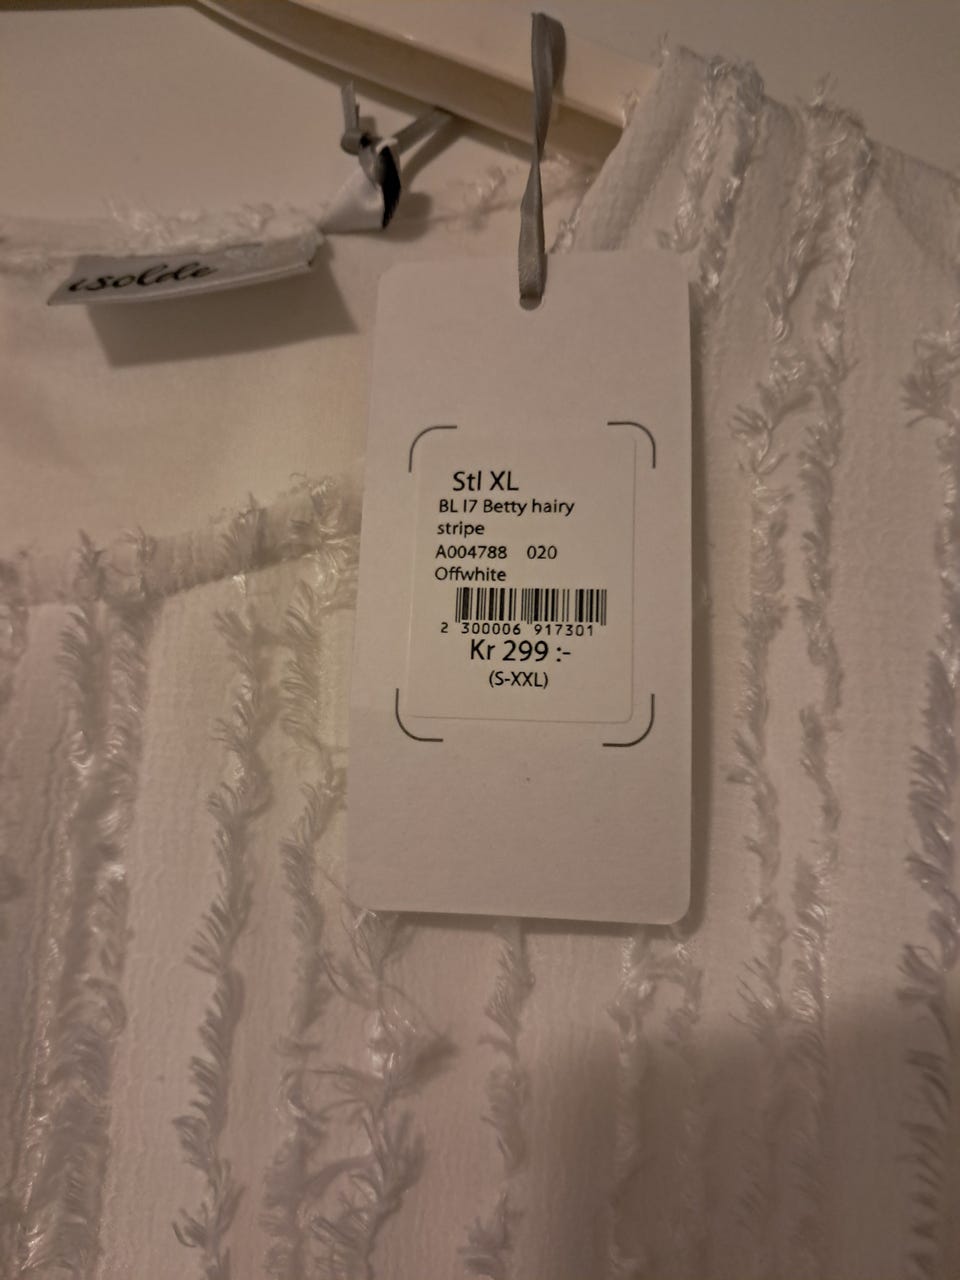 isolde
Stl XL
BL I7 Betty hairy
stripe
A004788 020
Offwhite
2 300006 917301
Kr 299 :-
(S-XXL)